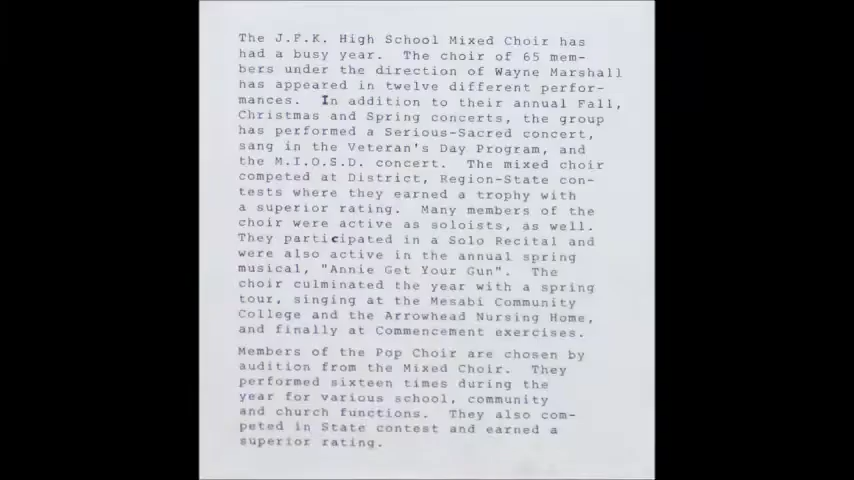 The J.F.K. High School Mixed Choir has
had a busy year.  The choir of 65 mem-
bers under the direction of Wayne Marshall
has appeared in twelve different perfor-
mances.  In addition to their annual Fall,
Christmas and Spring concerts, the group
has performed a Serious-Sacred concert,
sang in the Veteran's Day Program, and
the M.I.O.S.D. concert.  The mixed choir
competed at District, Region-State con-
tests where they earned a trophy with
a superior rating.  Many members of the
choir were active as soloists, as well.
They participated in a Solo Recital and
were also active in the annual spring
musical, "Annie Get Your Gun".  The
choir culminated the year with a spring
tour, singing at the Mesabi Community
College and the Arrowhead Nursing Home,
and finally at Commencement exercises.
Members of the Pop Choir are chosen by
audition from the Mixed Choir.  They
performed sixteen times during the
year for various school, community
and church functions.  They also com-
peted in State contest and earned a
superior rating.